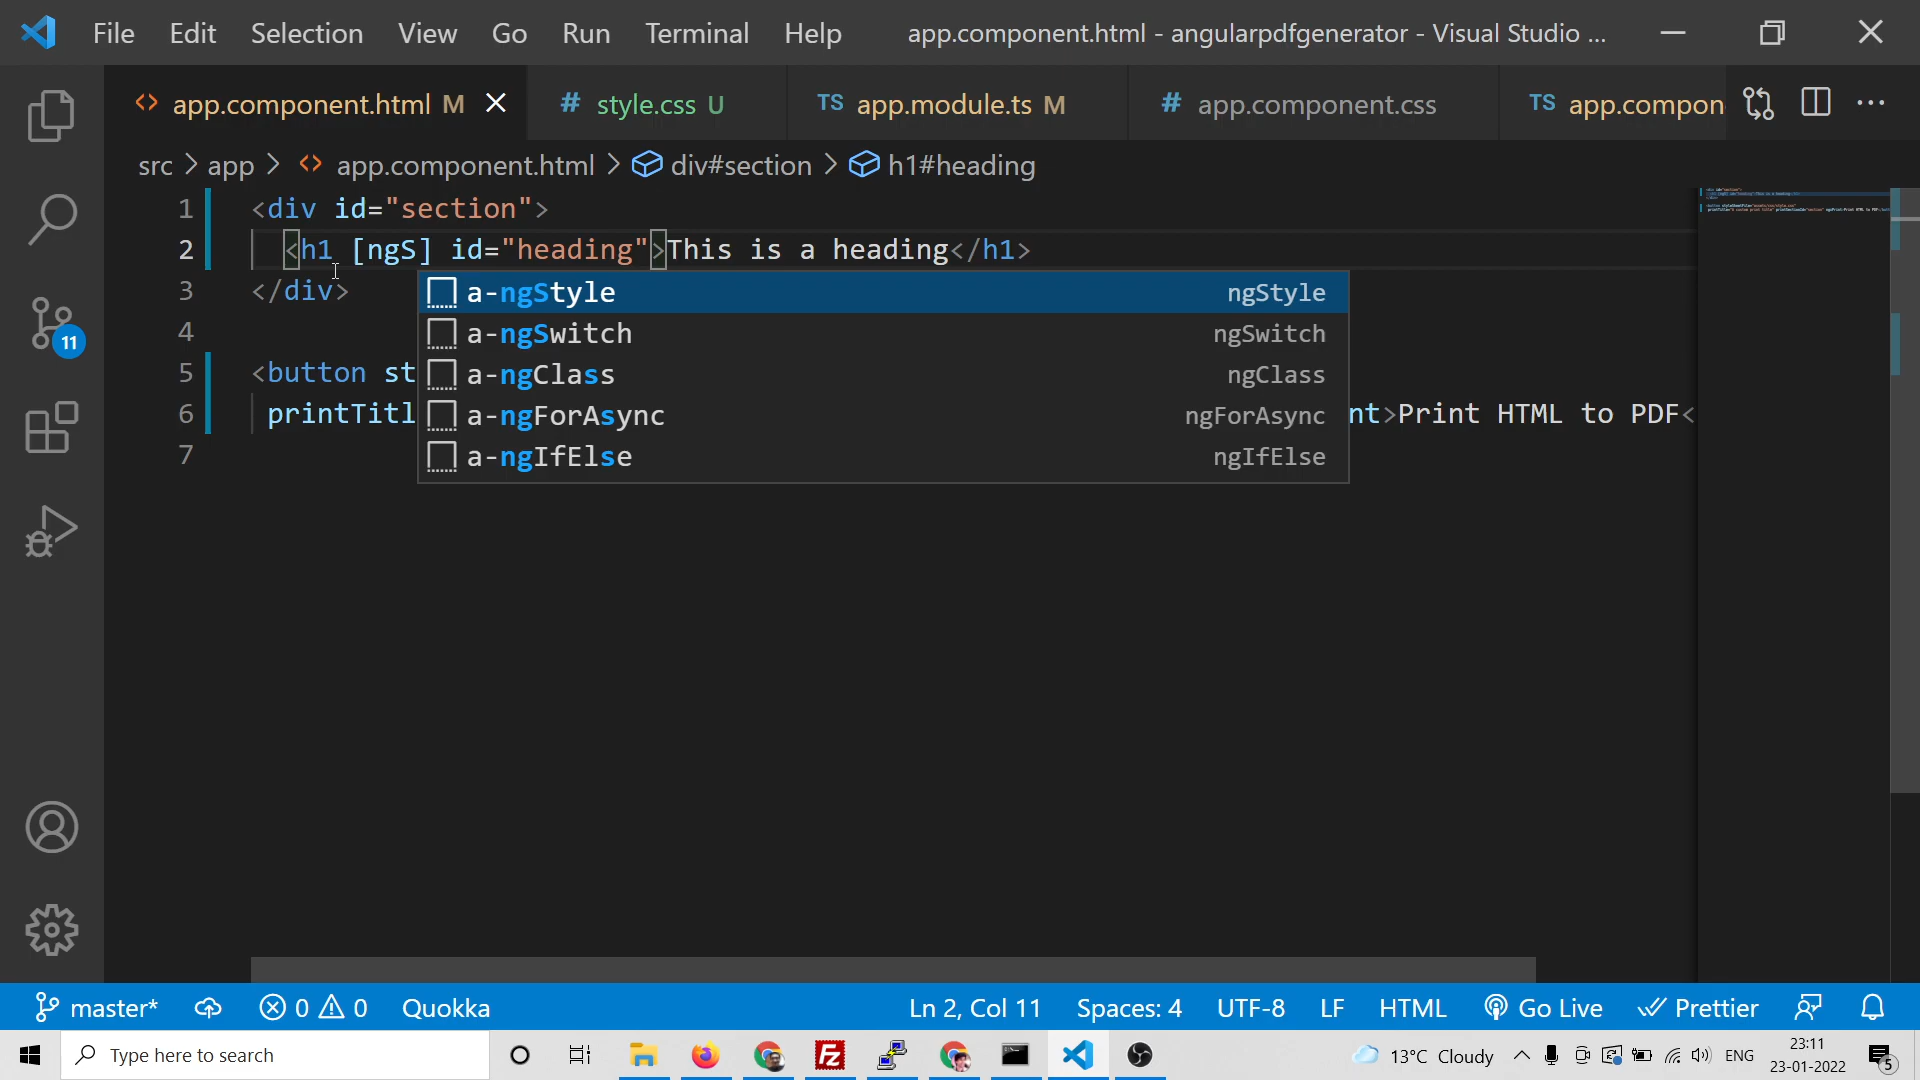 File Edit Selection View Go Run Terminal Help app.component.html - angularpdfgenerator - Visual Studio ...
app.component.html M style.css U TS app.module.ts M # app.component.css TS app.compon
src > app > app.component.html > div#section > h1#heading
1 <div id="section">
2 <h1 [ngS] id="heading">This is a heading</h1>
3 </div>
a-ngStyle ngStyle
4
a-ngSwitch ngSwitch
5 <button st
a-ngClass ngClass
6 printTitl
a-ngForAsync ngForAsync
nt>Print HTML to PDF<
7
a-ngIfElse ngIfElse
11
master* 0 0 Quokka Ln 2, Col 11 Spaces: 4 UTF-8 LF HTML Go Live Prettier
Type here to search
13°C Cloudy ENG
23:11
23-01-2022
5